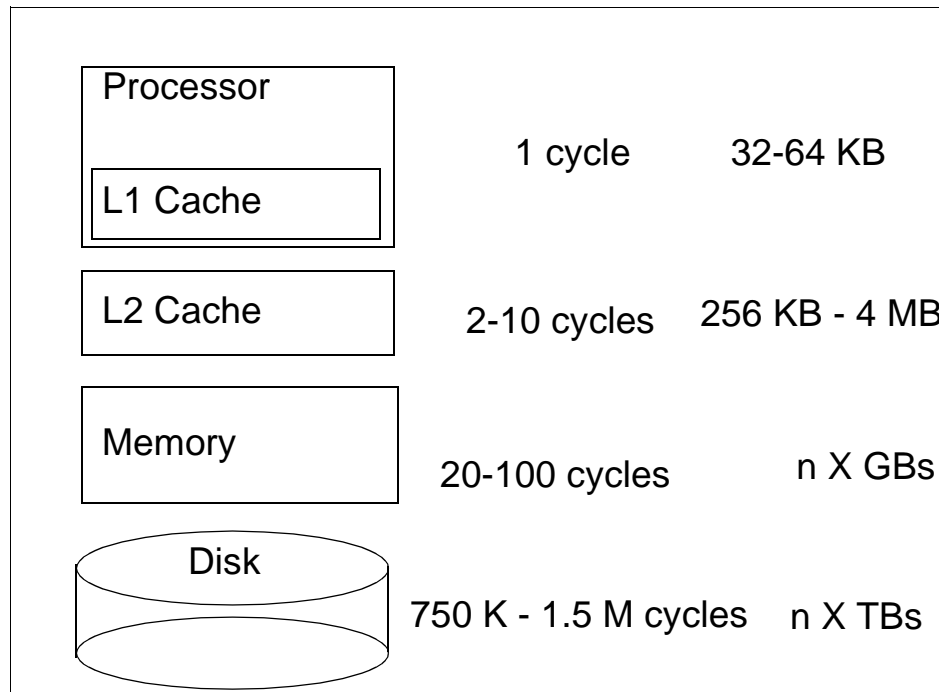 Processor
1 cycle 32-64 KB
L1 Cache
L2 Cache 2-10 cycles 256 KB - 4 MB
Memory
20-100 cycles n X GBs
Disk
750 K - 1.5 M cycles n X TBs